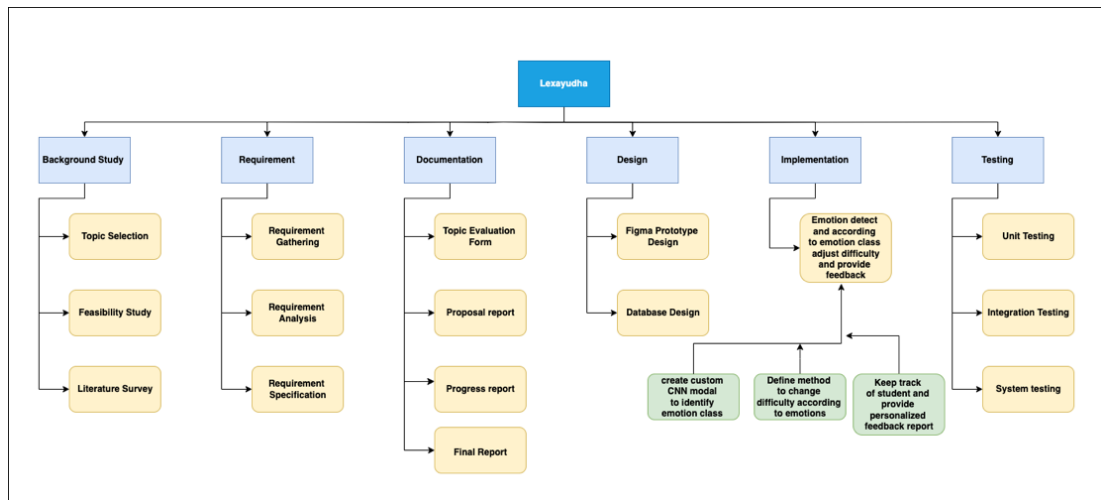 Lexayudha
Background Study
Requirement
Documentation
Design
Implementation
Testing
Topic Selection
Feasibility Study
Literature Survey
Requirement
Gathering
Requirement
Analysis
Requirement
Specification
Topic Evaluation
Form
Proposal report
Progress report
Final Report
Figma Prototype
Design
Database Design
Emotion detect
and according
to emotion class
adjust difficulty
and provide
feedback
create custom
CNN modal
to identify
emotion class
Define method
to change
difficulty according
to emotions
Keep track
of student and
provide
personalized
feedback report
Unit Testing
Integration Testing
System testing